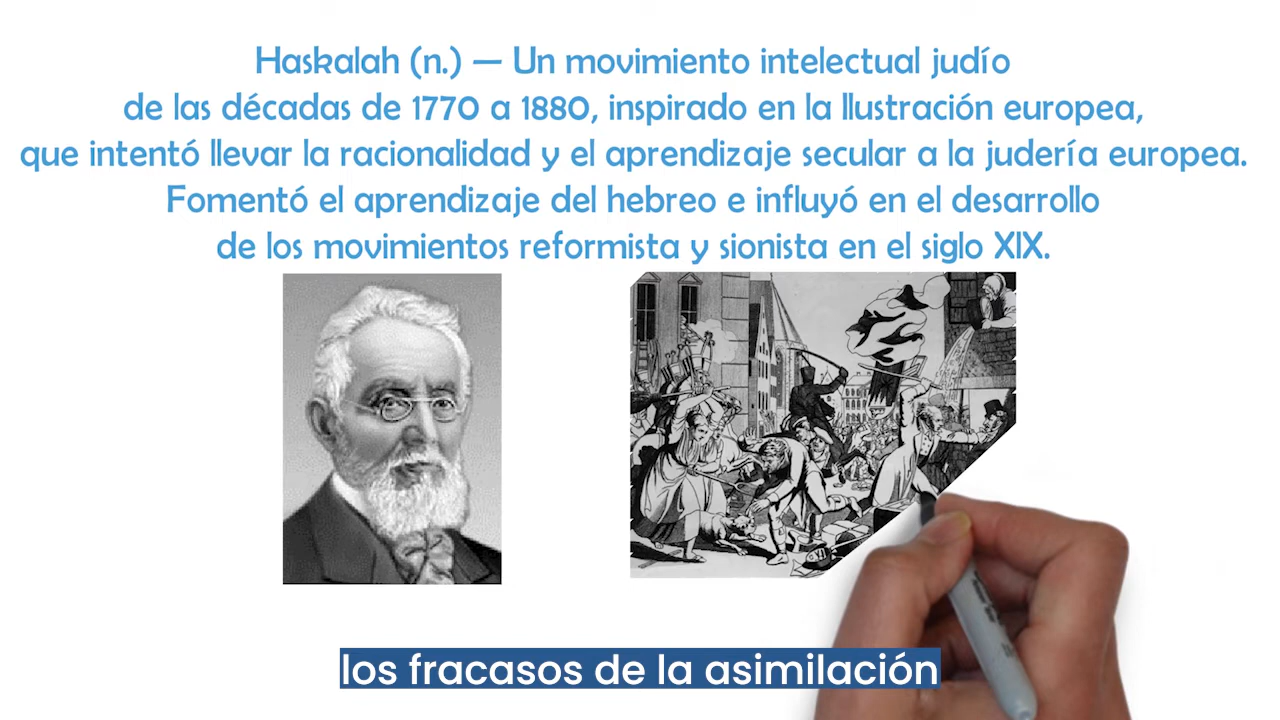 Haskalah (n.) — Un movimiento intelectual judío
de las décadas de 1770 a 1880, inspirado en la Ilustración europea,
que intentó llevar la racionalidad y el aprendizaje secular a la judería europea.
Fomentó el aprendizaje del hebreo e influyó en el desarrollo
de los movimientos reformista y sionista en el siglo XIX.
los fracasos de la asimilación